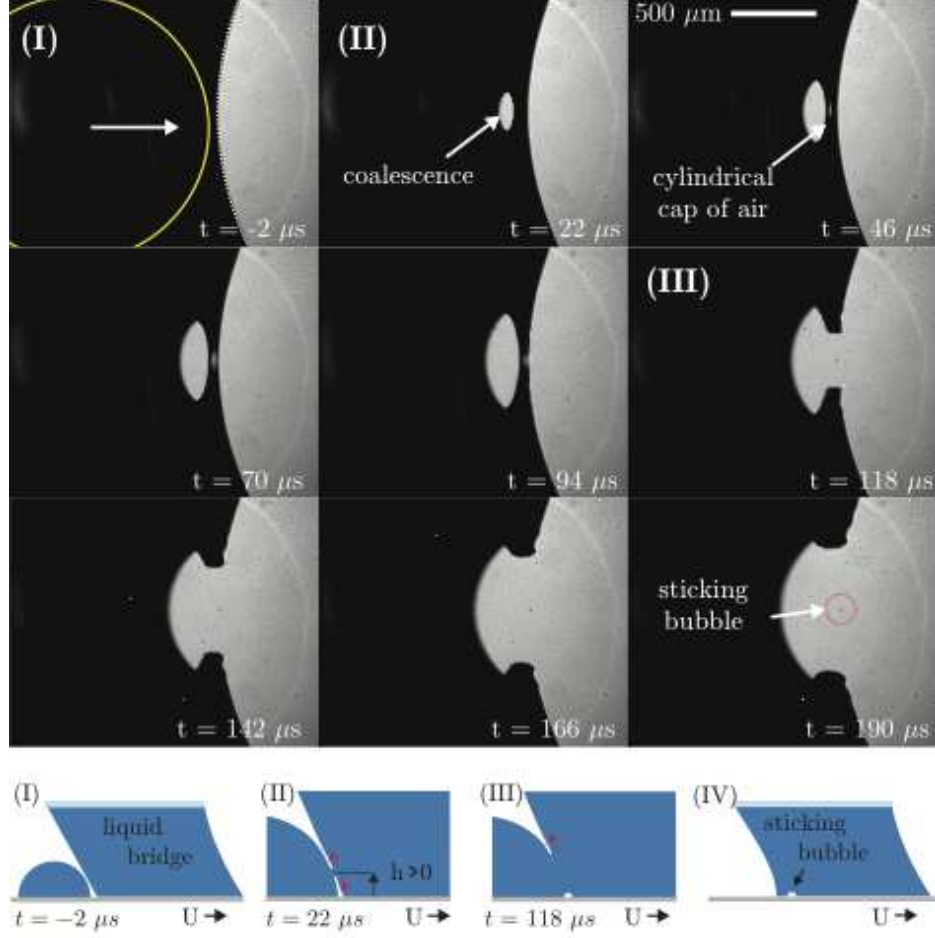 (I)
(II)
500 μm
coalescence
cylindrical
cap of air
t = -2 μs
t = 22 μs
t = 46 μs
(III)
t = 70 μs
t = 94 μs
t = 118 μs
sticking
bubble
t = 142 μs
t = 166 μs
t = 190 μs
(I)
(II)
(III)
(IV)
liquid
bridge
h>0
sticking
bubble
t = −2 μs
U
t = 22 μs
U
t = 118 μs
U
U